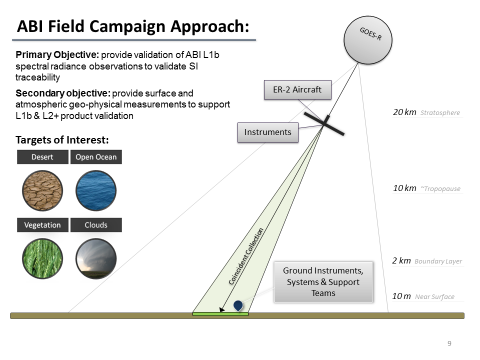 ABI Field Campaign Approach:
Primary Objective: provide validation of ABI L1b
spectral radiance observations to validate SI
traceability
Secondary objective: provide surface and
atmospheric geo-physical measurements to support
L1b & L2+ product validation
Targets of Interest:
Desert
Open Ocean
Vegetation
Clouds
GOES-R
ER-2 Aircraft
Instruments
Coincident Collection
Ground Instruments,
Systems & Support
Teams
20 km Stratosphere
10 km ~Tropopause
2 km Boundary Layer
10 m Near Surface
9